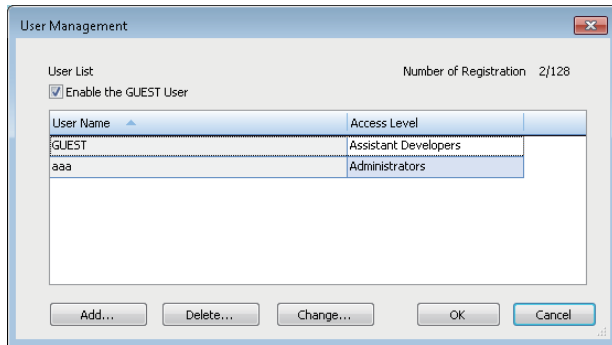 User Management
User List
Number of Registration 2/128
Enable the GUEST User
User Name Access Level
GUEST Assistant Developers
aaa Administrators
Add... Delete... Change... OK Cancel